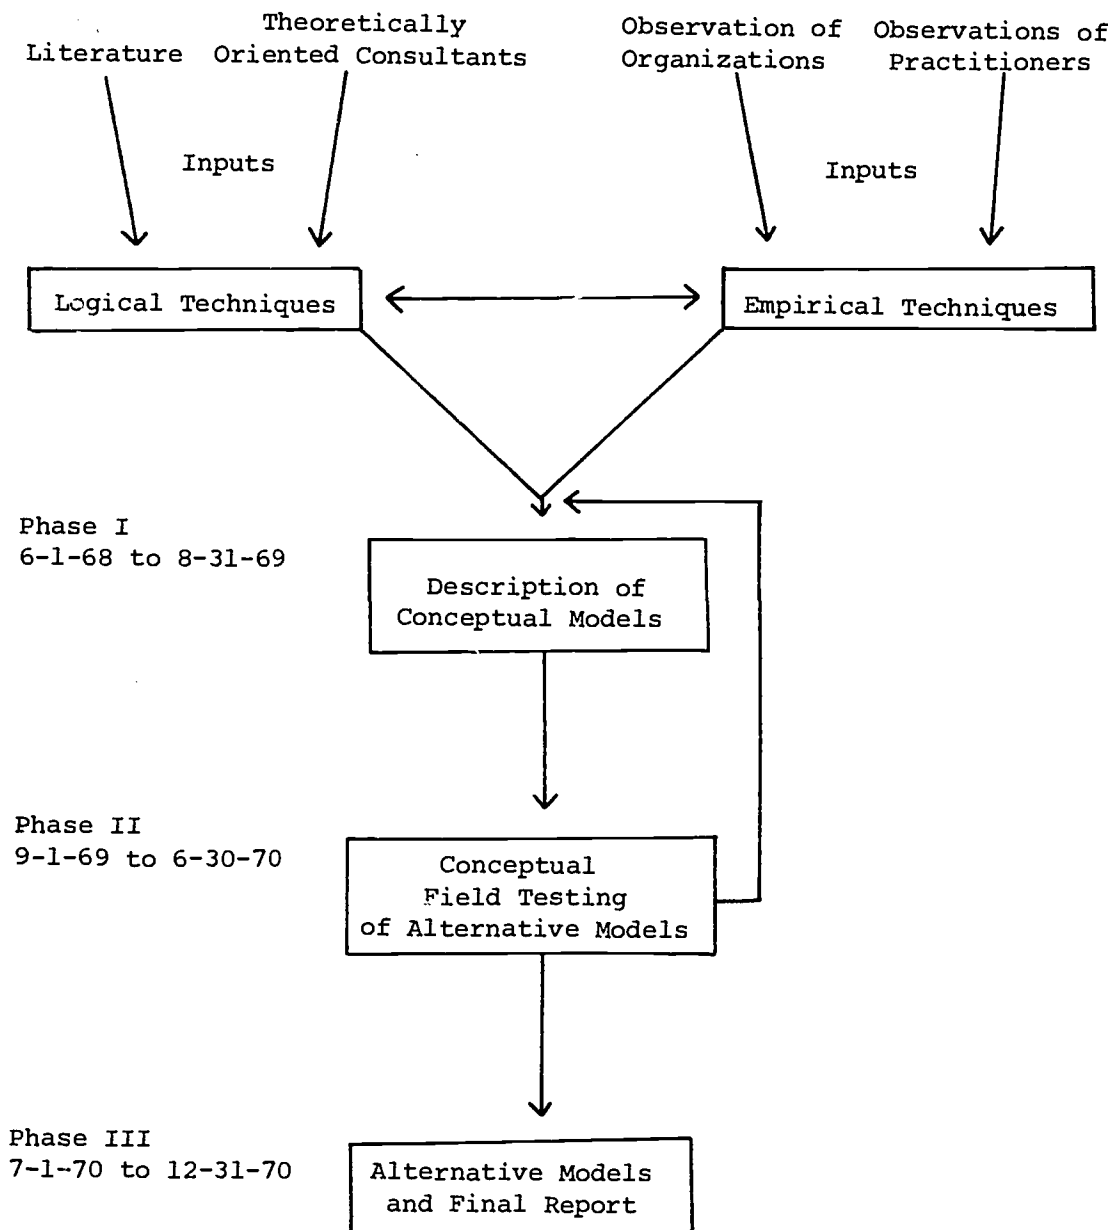 Literature
Theoretically
Oriented Consultants
Observation of
Organizations
Observations of
Practitioners
Inputs
Inputs
Logical Techniques
Empirical Techniques
Phase I
6-1-68 to 8-31-69
Description of
Conceptual Models
Phase II
9-1-69 to 6-30-70
Conceptual
Field Testing
of Alternative Models
Phase III
7-1-70 to 12-31-70
Alternative Models
and Final Report